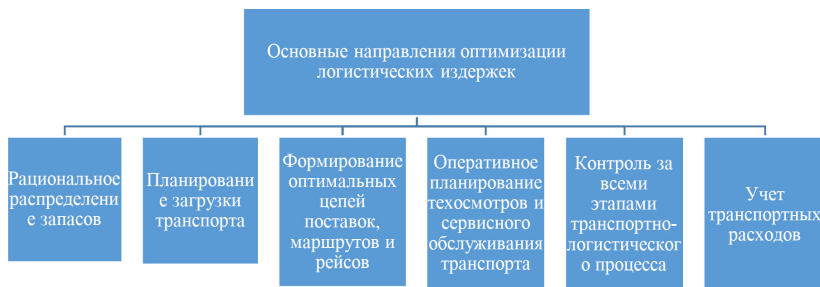 Основные направления оптимизации
логистических издержек
Рациональное
распределени
е запасов
Планировани
е загрузки
транспорта
Формирование
оптимальных
цепей
поставок,
маршрутов и
рейсов
Оперативное
планирование
техосмотров и
сервисного
обслуживания
транспорта
Контроль за
всеми
этапами
транспортно-
логистическог
о процесса
Учет
транспортных
расходов